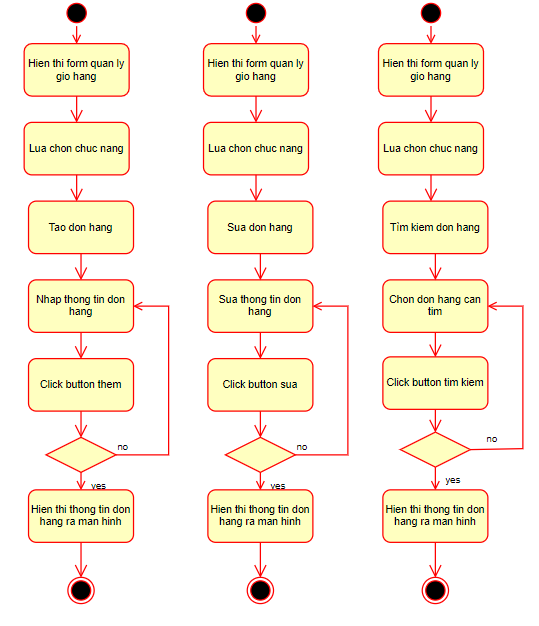 Hien thi form quan ly
gio hang
Lua chon chuc nang
Tao don hang
Nhap thong tin don
hang
Click button them
no
yes
Hien thi thong tin don
hang ra man hinh
Hien thi form quan ly
gio hang
Lua chon chuc nang
Sua don hang
Sua thong tin don
hang
Click button sua
no
yes
Hien thi thong tin don
hang ra man hinh
Hien thi form quan ly
gio hang
Lua chon chuc nang
Tìm kiem don hang
Chon don hang can
tim
Click button tim kiem
no
yes
Hien thi thong tin don
hang ra man hinh